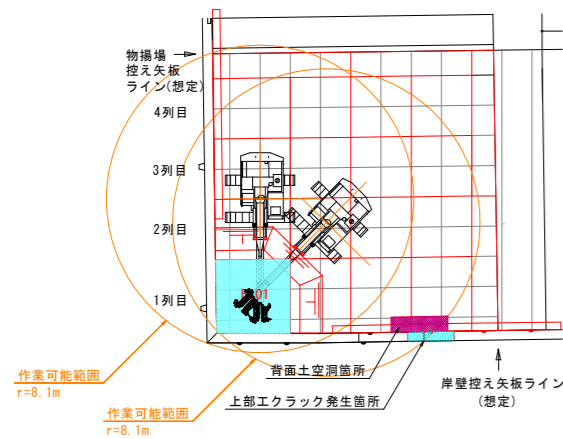 物揚場
控え矢板
ライン(想定)
4列目
3列目
2列目
1列目
作業可能範囲
r=8.1m
作業可能範囲
r=8.1m
背面土空洞箇所
上部エクラック発生箇所
岸壁控え矢板ライン
(想定)